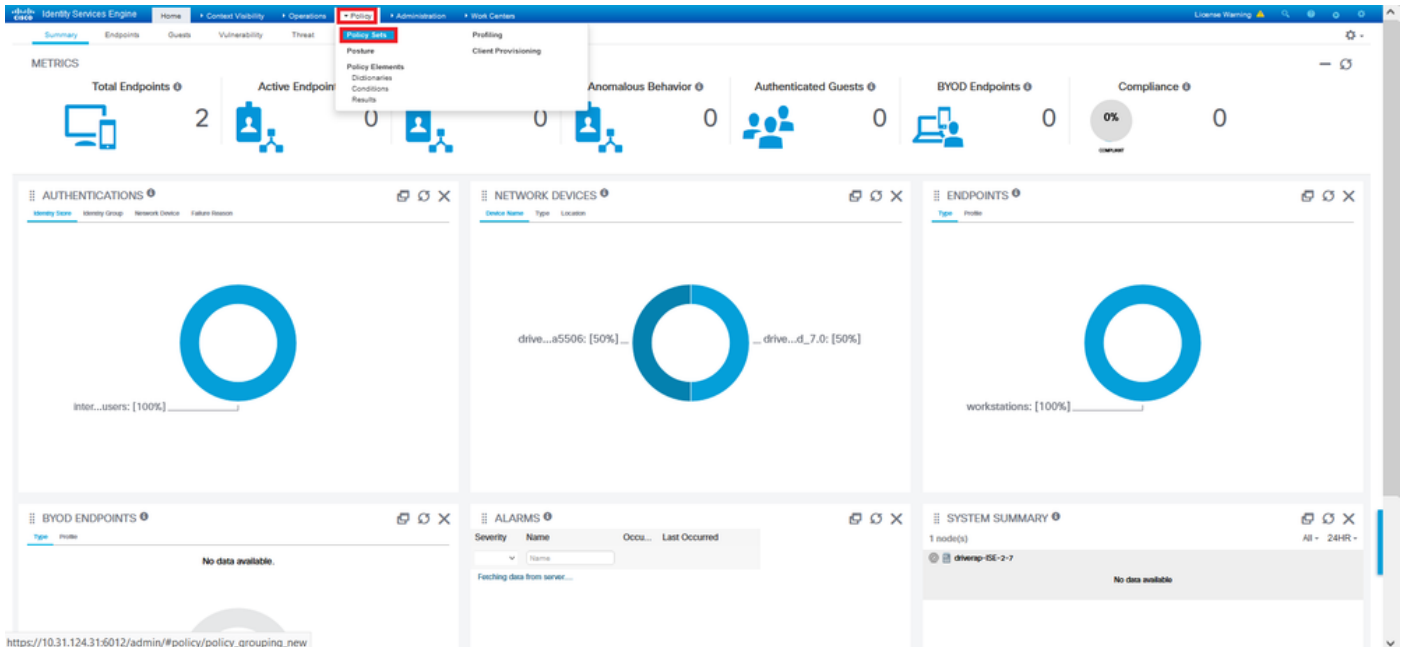 cisco Identity Services Engine Home Context Visibility Operations Policy Administration Work Centers License Warning
Summary Endpoints Guests Vulnerability Threat
Policy Sets Profiling
Posture Client Provisioning
Policy Elements
Dictionaries
Conditions
Results
METRICS
Total Endpoints Active Endpoint Anomalous Behavior Authenticated Guests BYOD Endpoints Compliance
2 0 0 0 0 0 0% 0
COMPLIANT
AUTHENTICATIONS
Identity Store Identity Group Network Device Failure Reason
inter...users: [100%]
NETWORK DEVICES
Device Name Type Location
drive...a5506: [50%] drive...d_7.0: [50%]
ENDPOINTS
Type Profile
workstations: [100%]
BYOD ENDPOINTS
Type Profile
No data available.
ALARMS
Severity Name Occu... Last Occurred
Name
Fetching data from server....
SYSTEM SUMMARY
1 node(s) All 24HR
driverap-ISE-2-7
No data available
https://10.31.124.31:6012/admin/#policy/policy_grouping_new